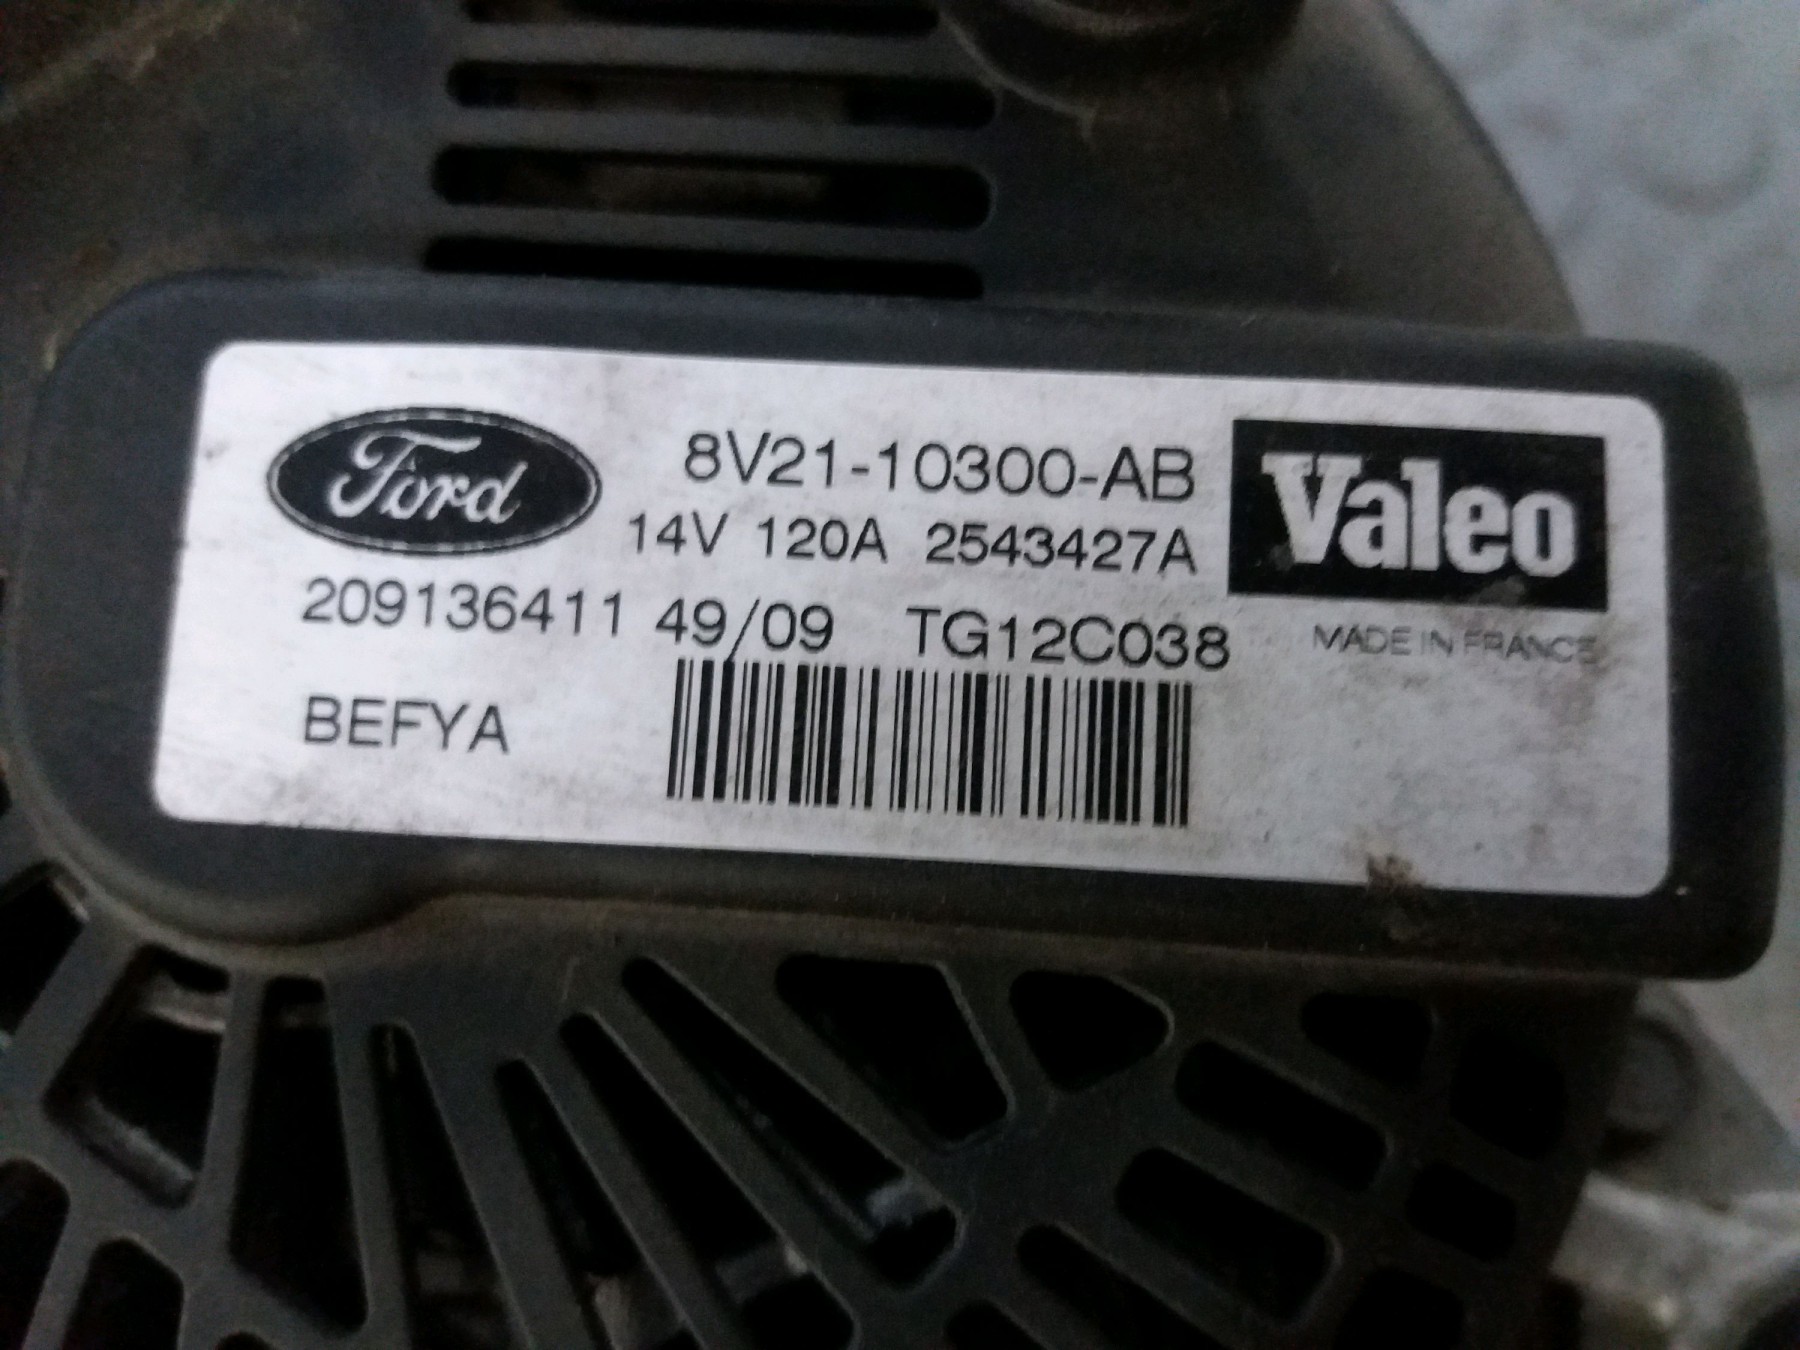 Ford
8V21-10300-AB
Valeo
14V 120A 2543427A
209136411 49/09 TG12C038
MADE IN FRANCE
BEFYA